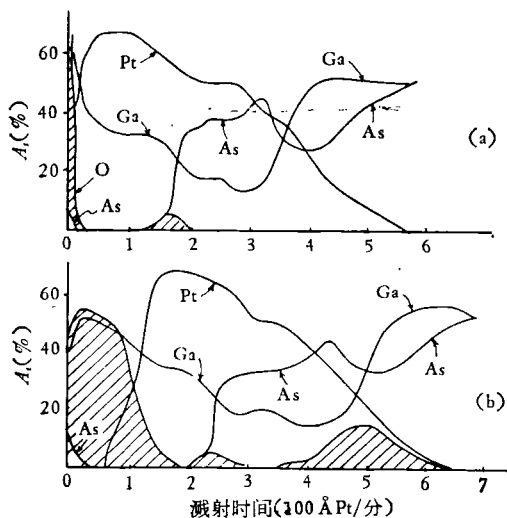 A_t(%)
60
40
20
0
Pt
Ga
Ga
As
As
O
As
(a)
0 1 2 3 4 5 6
A_t(%)
60
40
20
Pt
Ga
Ga
As
As
As
(b)
0 1 2 3 4 5 6 7
溅射时间(100ÅPt/分)